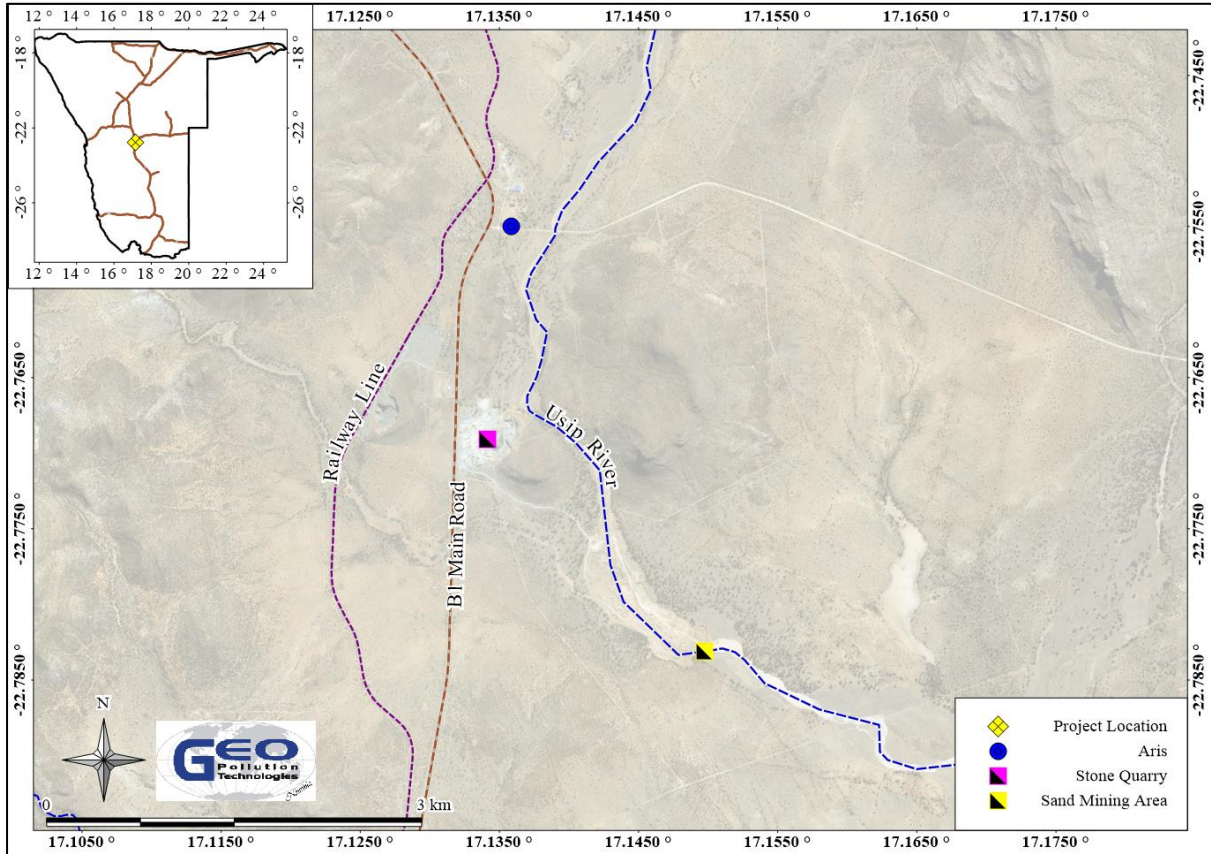 17.1250 ° 17.1350 ° 17.1450 ° 17.1550 ° 17.1650 ° 17.1750 °
12 ° 14 ° 16 ° 18 ° 20 ° 22 ° 24 °
-18 °
-22 °
-26 °
-18 °
-22 °
-26 °
12 ° 14 ° 16 ° 18 ° 20 ° 22 ° 24 °
-22.7450 °
-22.7550 °
-22.7650 °
-22.7650 °
-22.7750 °
-22.7750 °
-22.7850 °
-22.7850 °
Railway Line
B1 Main Road
Usip River
N
GEO
Pollution
Technologies
Namibia
0 3 km
Project Location
Aris
Stone Quarry
Sand Mining Area
17.1050 ° 17.1150 ° 17.1250 ° 17.1350 ° 17.1450 ° 17.1550 ° 17.1650 ° 17.1750 °